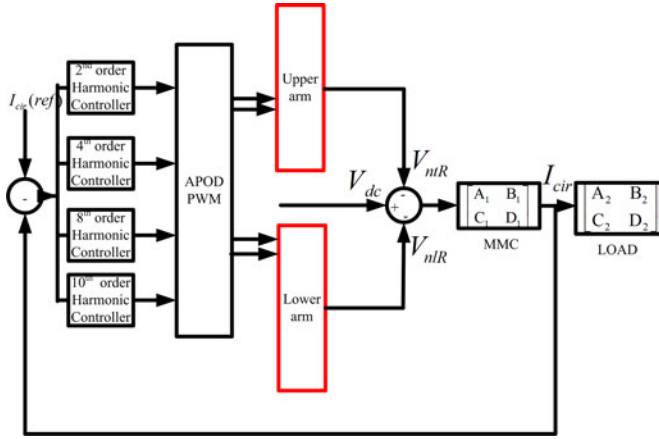 I_cir(ref)
2nd order
Harmonic
Controller
4th order
Harmonic
Controller
8th order
Harmonic
Controller
10th order
Harmonic
Controller
APOD
PWM
Upper
arm
Lower
arm
V_dc
V_ntR
V_nlR
-
+
-
-
A1 B1
C1 D1
MMC
I_cir
A2 B2
C2 D2
LOAD